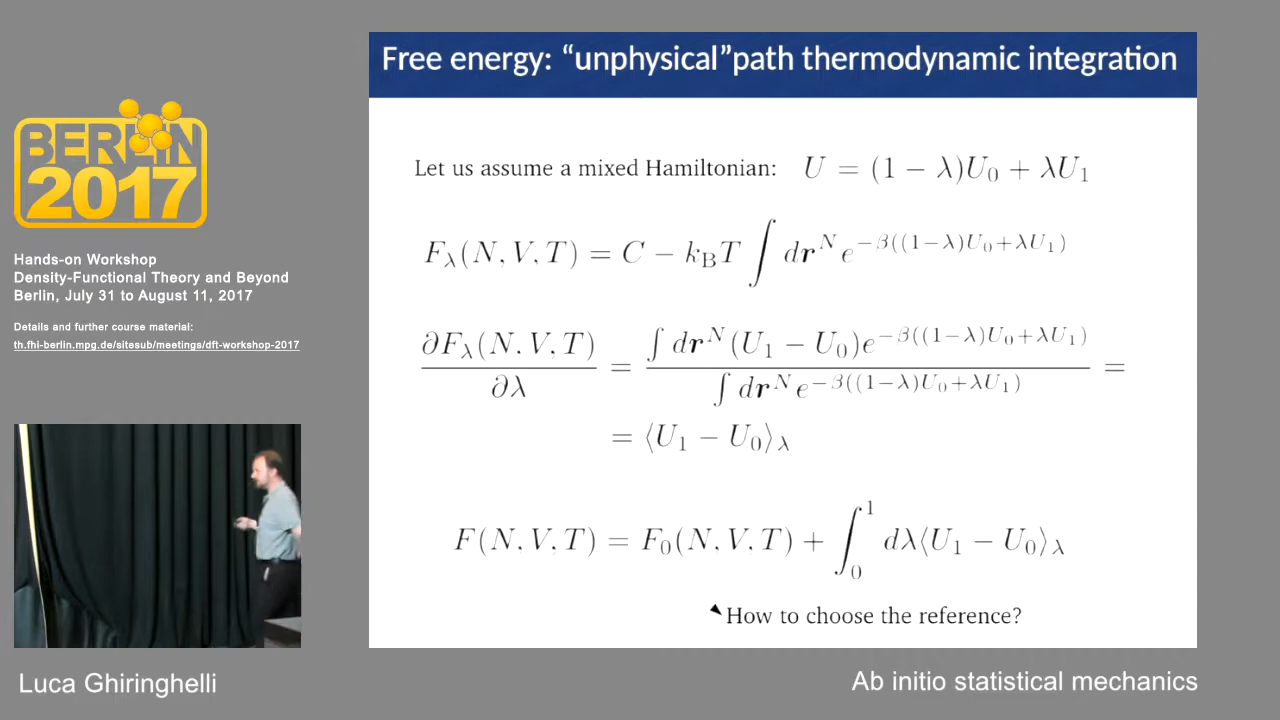 Free energy: “unphysical”path thermodynamic integration
BERLIN
2017
Hands-on Workshop
Density-Functional Theory and Beyond
Berlin, July 31 to August 11, 2017
Details and further course material:
th.fhi-berlin.mpg.de/sitesub/meetings/dft-workshop-2017
Let us assume a mixed Hamiltonian: U = (1 − λ)U₀ + λU₁
F_λ(N, V, T) = C − k_B T ∫ dr^N e^{−β((1−λ)U₀+λU₁)}
∂F_λ(N, V, T)/∂λ = ∫ dr^N (U₁ − U₀)e^{−β((1−λ)U₀+λU₁)} / ∫ dr^N e^{−β((1−λ)U₀+λU₁)} =
= ⟨U₁ − U₀⟩_λ
F(N, V, T) = F₀(N, V, T) + ∫₀¹ dλ⟨U₁ − U₀⟩_λ
How to choose the reference?
Luca Ghiringhelli
Ab initio statistical mechanics